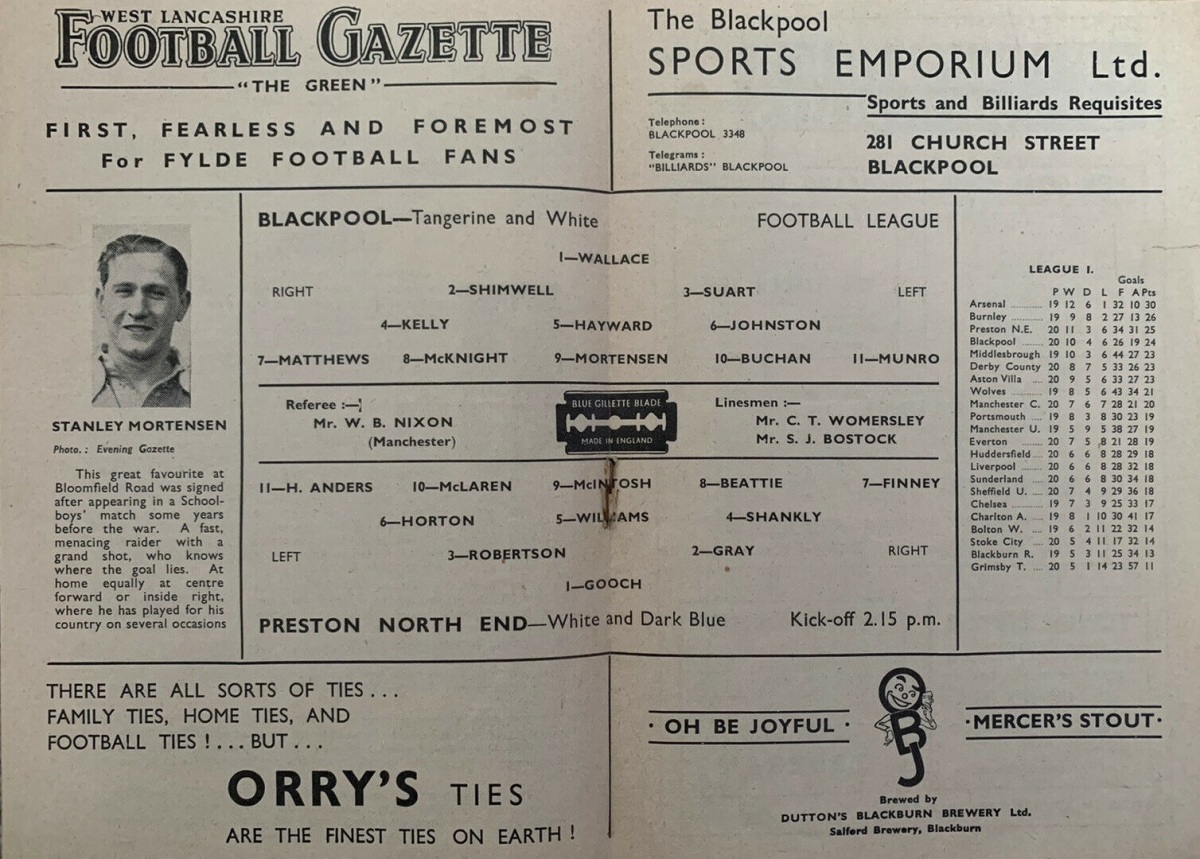 WEST LANCASHIRE
FOOTBALL GAZETTE
"THE GREEN"
FIRST, FEARLESS AND FOREMOST
For FYLDE FOOTBALL FANS
The Blackpool
SPORTS EMPORIUM Ltd.
Sports and Billiards Requisites
Telephone:
BLACKPOOL 3348
Telegrams:
"BILLIARDS" BLACKPOOL
281 CHURCH STREET
BLACKPOOL
STANLEY MORTENSEN
Photo.: Evening Gazette
This great favourite at
Bloomfield Road was signed
after appearing in a School-
boys' match some years
before the war. A fast,
menacing raider with a
grand shot, who knows
where the goal lies. At
home equally at centre
forward or inside right,
where he has played for his
country on several occasions
BLACKPOOL—Tangerine and White FOOTBALL LEAGUE
1—WALLACE
RIGHT 2—SHIMWELL 3—SUART LEFT
4—KELLY 5—HAYWARD 6—JOHNSTON
7—MATTHEWS 8—McKNIGHT 9—MORTENSEN 10—BUCHAN 11—MUNRO
Referee :—
Mr. W. B. NIXON
(Manchester)
BLUE GILLETTE BLADE
MADE IN ENGLAND
Linesmen :—
Mr. C. T. WOMERSLEY
Mr. S. J. BOSTOCK
11—H. ANDERS 10—McLAREN 9—McINTOSH 8—BEATTIE 7—FINNEY
6—HORTON 5—WILLIAMS 4—SHANKLY
LEFT 3—ROBERTSON 2—GRAY RIGHT
1—GOOCH
PRESTON NORTH END—White and Dark Blue Kick-off 2.15 p.m.
LEAGUE I.
Goals
P W D L F A Pts
Arsenal 19 12 6 1 32 10 30
Burnley 19 9 8 2 27 13 26
Preston N.E. 20 11 3 6 34 31 25
Blackpool 20 10 4 6 26 19 24
Middlesbrough 19 10 3 6 44 27 23
Derby County 20 8 7 5 33 26 23
Aston Villa 20 9 5 6 33 27 23
Wolves 19 8 5 6 43 34 21
Manchester C. 20 7 6 7 28 21 20
Portsmouth 19 8 3 8 30 23 19
Manchester U. 19 5 9 5 38 27 19
Everton 20 7 5 8 21 28 19
Huddersfield 20 6 6 8 28 29 18
Liverpool 20 6 6 8 28 32 18
Sunderland 20 6 6 8 30 34 18
Sheffield U. 20 7 4 9 29 36 18
Chelsea 19 7 3 9 25 33 17
Charlton A. 19 8 1 10 30 41 17
Bolton W. 19 6 2 11 22 32 14
Stoke City 20 5 4 11 17 32 14
Blackburn R. 19 5 3 11 25 34 13
Grimsby T. 20 5 1 14 23 57 11
THERE ARE ALL SORTS OF TIES...
FAMILY TIES, HOME TIES, AND
FOOTBALL TIES !...BUT...
ORRY'S TIES
ARE THE FINEST TIES ON EARTH !
· OH BE JOYFUL ·
OBJ
·MERCER'S STOUT·
Brewed by
DUTTON'S BLACKBURN BREWERY Ltd.
Salford Brewery, Blackburn